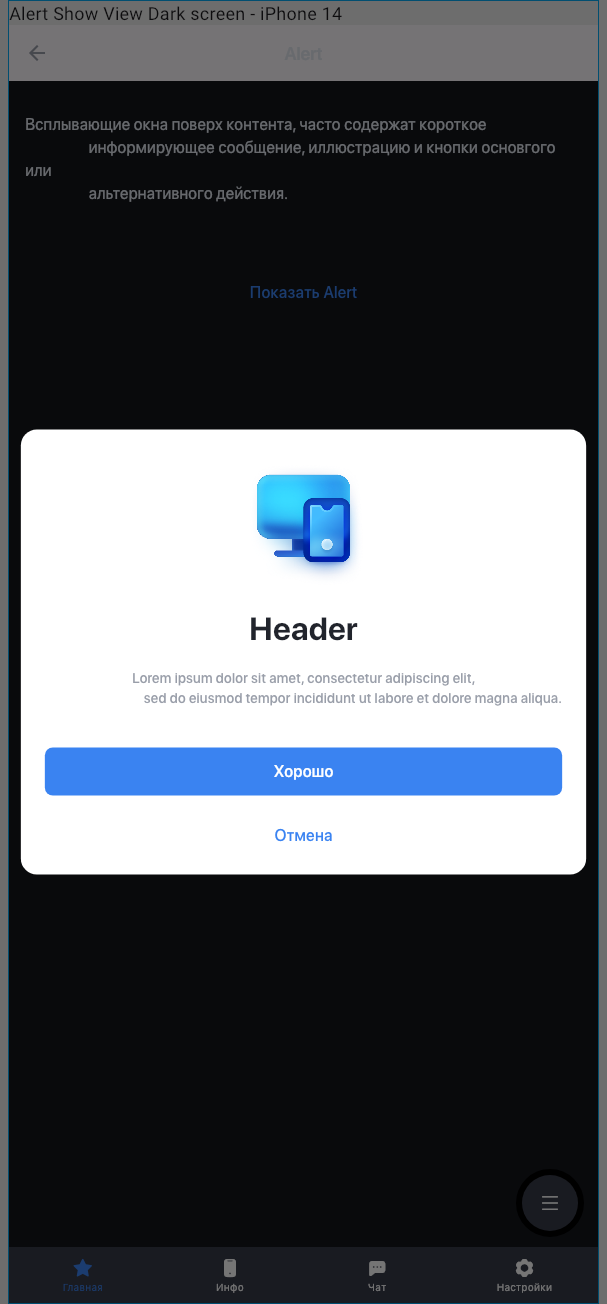 Alert Show View Dark screen - iPhone 14
Alert
Всплывающие окна поверх контента, часто содержат короткое
информирующее сообщение, иллюстрацию и кнопки основгого
или
альтернативного действия.
Показать Alert
Header
Lorem ipsum dolor sit amet, consectetur adipiscing elit,
sed do eiusmod tempor incididunt ut labore et dolore magna aliqua.
Хорошо
Отмена
Главная
Инфо
Чат
Настройки